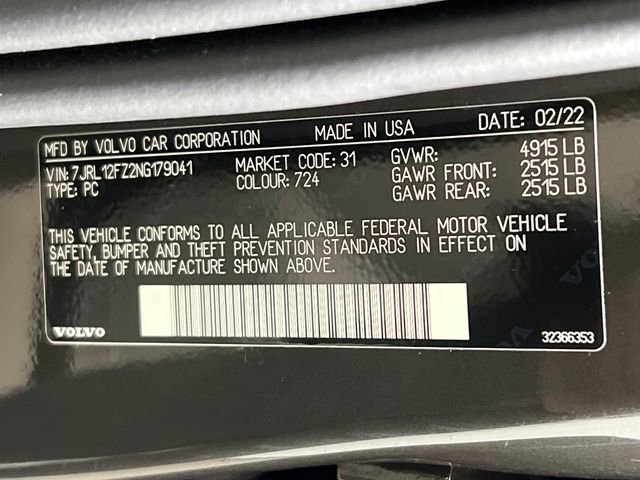 MFD BY VOLVO CAR CORPORATION MADE IN USA DATE: 02/22
VIN: 7JRL12FZ2NG179041 MARKET CODE: 31 GVWR: 4915 LB
TYPE: PC COLOUR: 724 GAWR FRONT: 2515 LB
GAWR REAR: 2515 LB
THIS VEHICLE CONFORMS TO ALL APPLICABLE FEDERAL MOTOR VEHICLE
SAFETY, BUMPER AND THEFT PREVENTION STANDARDS IN EFFECT ON
THE DATE OF MANUFACTURE SHOWN ABOVE.
VOLVO 32366353